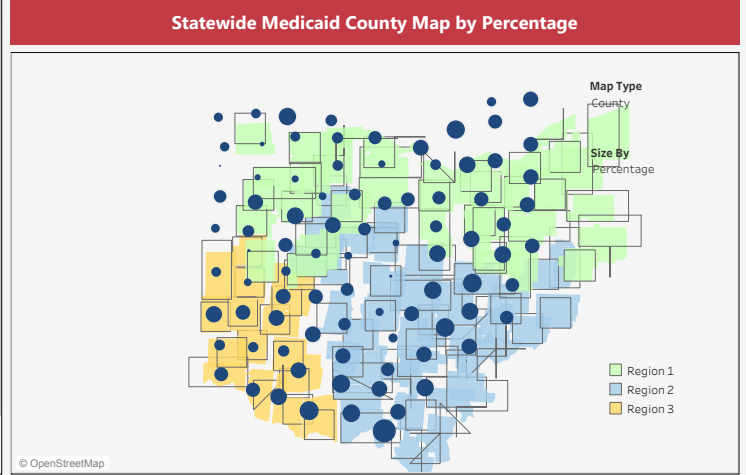 Statewide Medicaid County Map by Percentage
Map Type
County
Size By
Percentage
Region 1
Region 2
Region 3
© OpenStreetMap